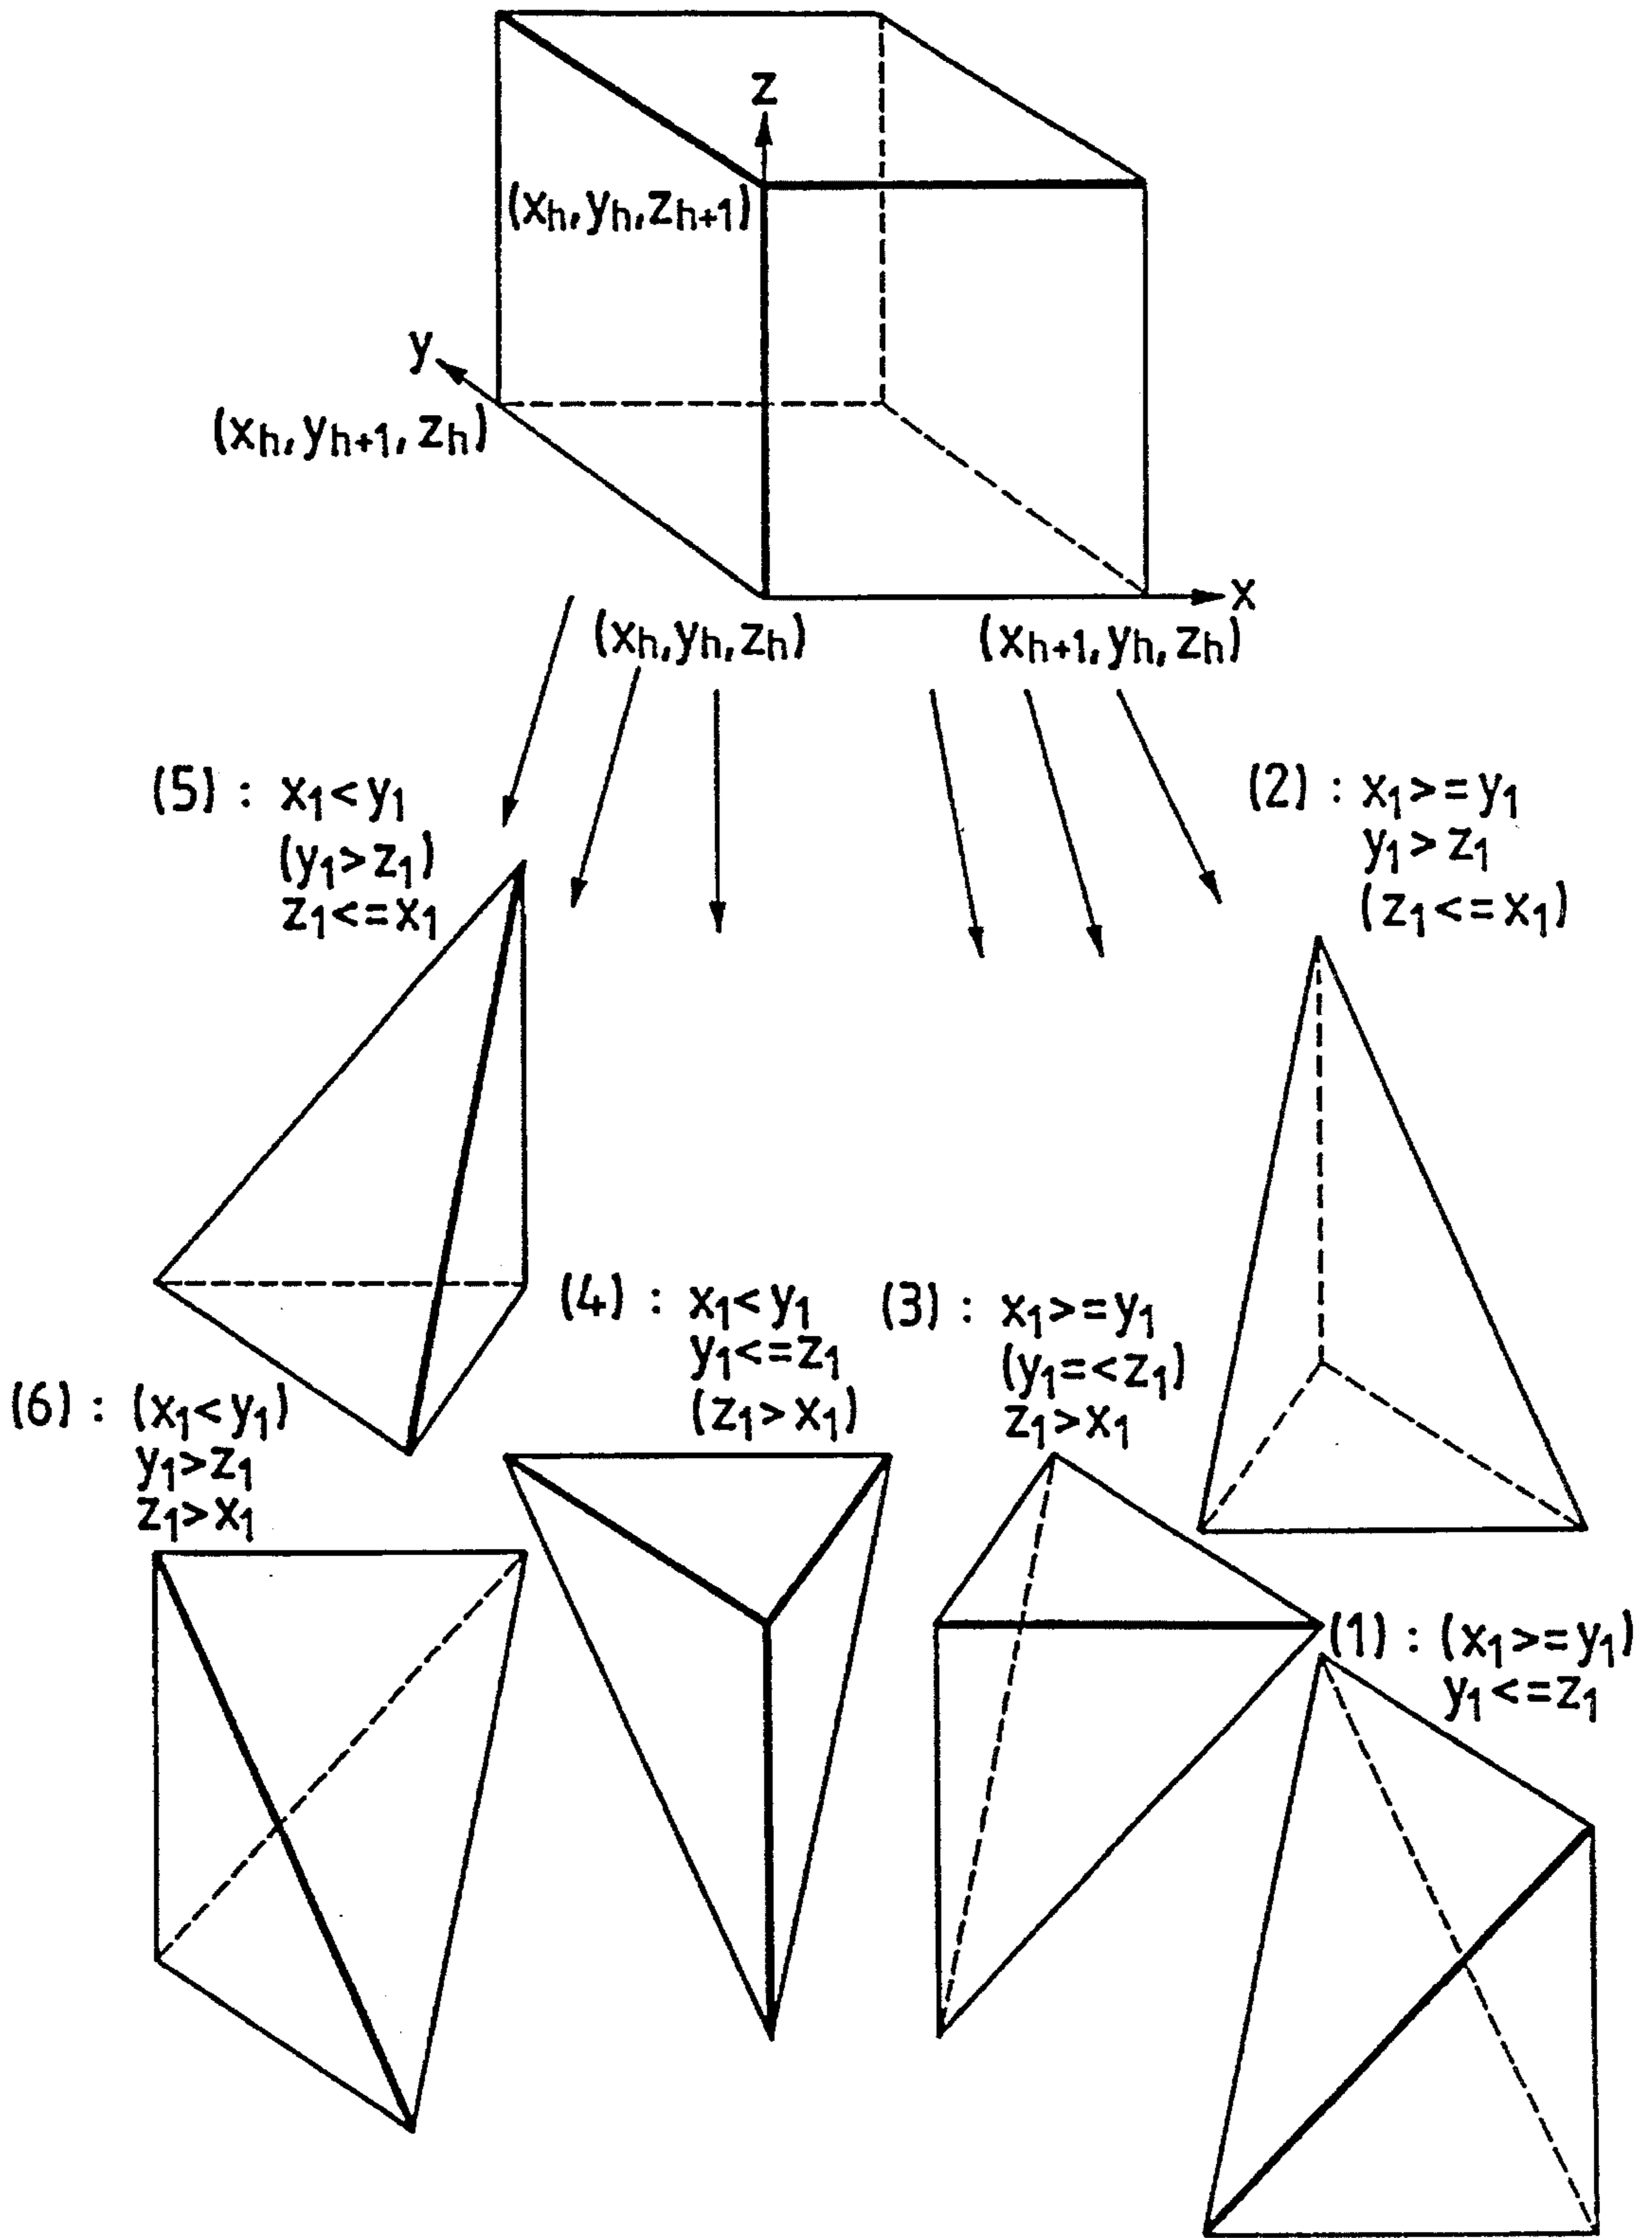 z
(xh, yh, zh+1)
y
(xh, yh+1, zh)
x
(xh, yh, zh)
(xh+1, yh, zh)
(5) : x1<y1
(y1>z1)
z1<=x1
(2) : x1>=y1
y1>z1
(z1<=x1)
(4) : x1<y1
y1<=z1
(z1>x1)
(3) : x1>=y1
(y1=<z1)
z1>x1
(6) : (x1<y1)
y1>z1
z1>x1
(1) : (x1>=y1)
y1<=z1